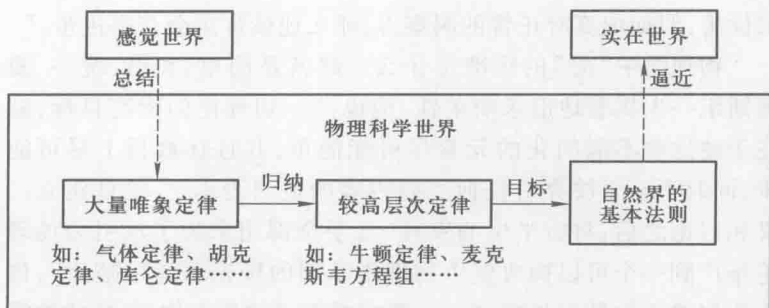 感觉世界
实在世界
总结
逼近
物理科学世界
大量唯象定律
归纳
较高层次定律
目标
自然界的
基本法则
如：气体定律、胡克
定律、库仑定律……
如：牛顿定律、麦克
斯韦方程组……